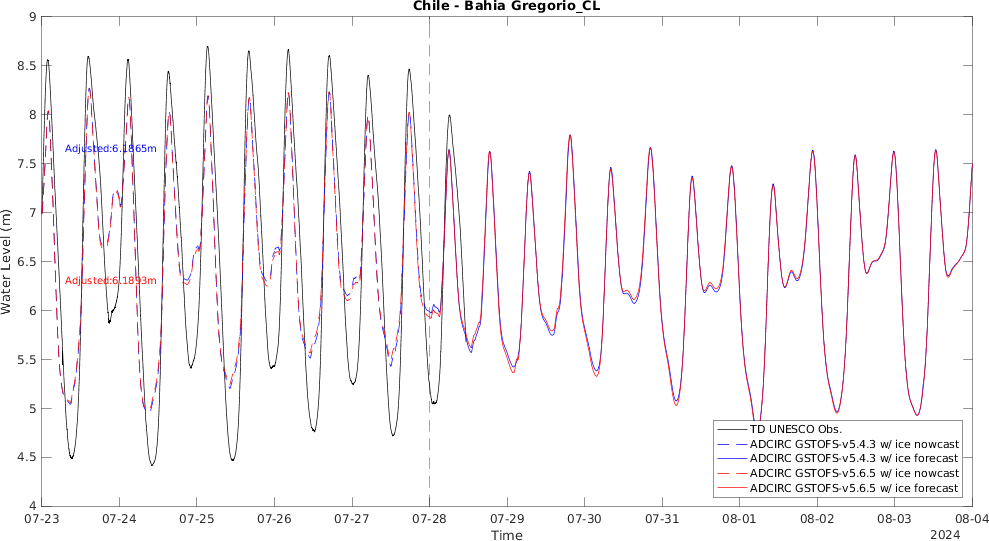 Chile - Bahia Gregorio_CL
9
8.5
8
7.5
7
6.5
6
5.5
5
4.5
4
Water Level (m)
Adjusted:6.1865m
Adjusted:6.1893m
TD UNESCO Obs.
ADCIRC GSTOFS-v5.4.3 w/ ice nowcast
ADCIRC GSTOFS-v5.4.3 w/ ice forecast
ADCIRC GSTOFS-v5.6.5 w/ ice nowcast
ADCIRC GSTOFS-v5.6.5 w/ ice forecast
07-23 07-24 07-25 07-26 07-27 07-28 07-29 07-30 07-31 08-01 08-02 08-03 08-04
Time
2024